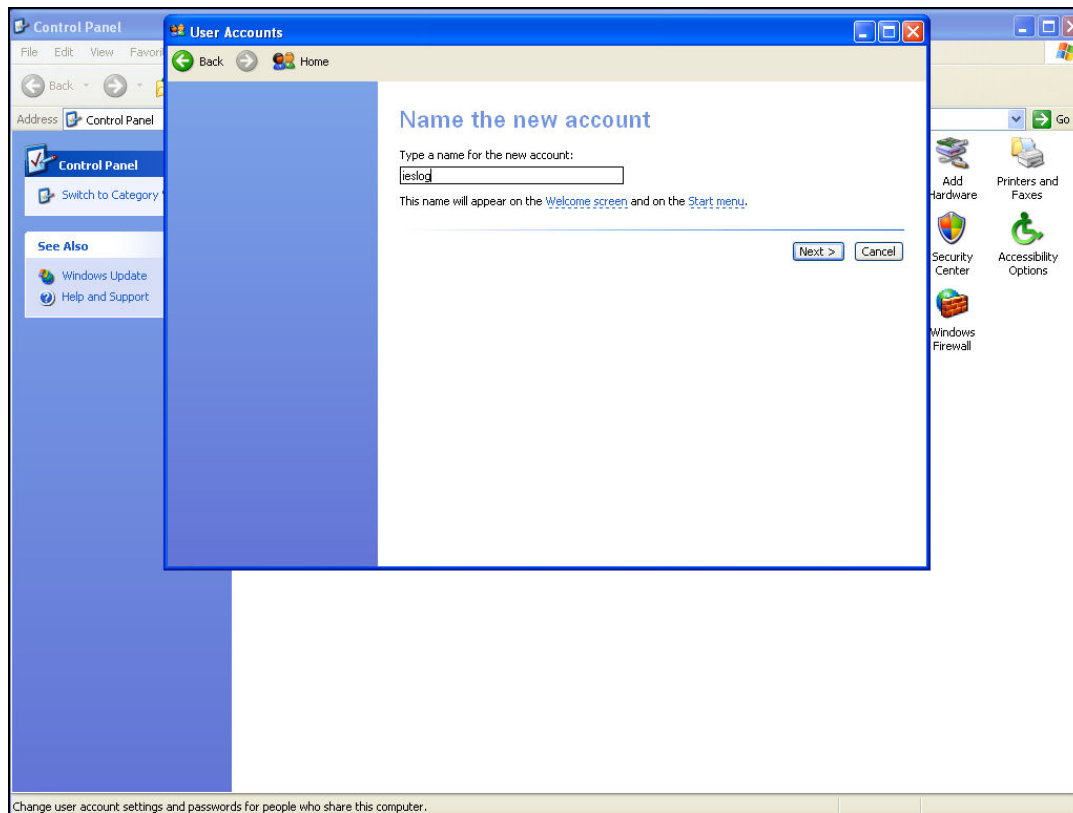 Control Panel
File Edit View
Back
Address Control Panel
Go
Control Panel
Switch to Category
See Also
Windows Update
Help and Support
User Accounts
Back Home
Name the new account
Type a name for the new account:
ieslog
This name will appear on the Welcome screen and on the Start menu.
Next > Cancel
Add
Hardware
Printers and
Faxes
Security
Center
Accessibility
Options
Windows
Firewall
Change user account settings and passwords for people who share this computer.